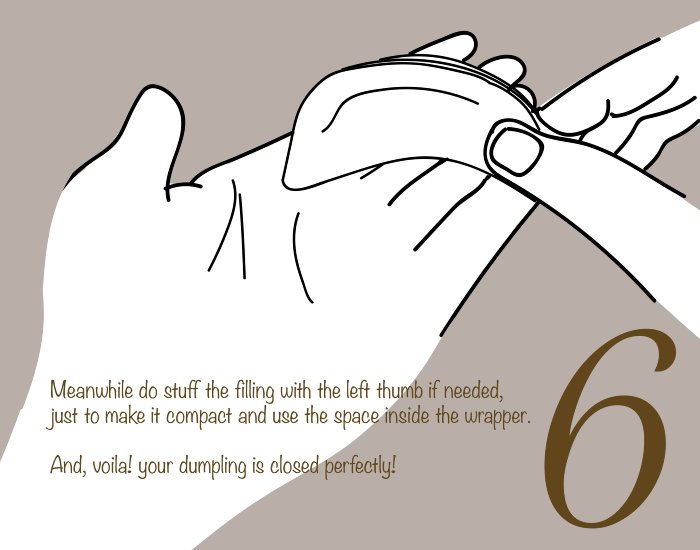 Meanwhile do stuff the filling with the left thumb if needed,
just to make it compact and use the space inside the wrapper.
And, voila! your dumpling is closed perfectly!
6